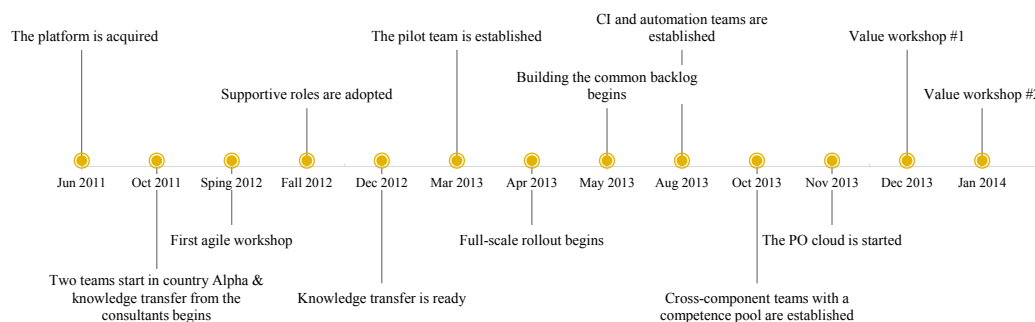 CI and automation teams are
established
The platform is acquired
The pilot team is established
Value workshop #1
Building the common backlog
begins
Supportive roles are adopted
Value workshop #2
Jun 2011
Oct 2011
Sping 2012
Fall 2012
Dec 2012
Mar 2013
Apr 2013
May 2013
Aug 2013
Oct 2013
Nov 2013
Dec 2013
Jan 2014
First agile workshop
Full-scale rollout begins
The PO cloud is started
Two teams start in country Alpha &
knowledge transfer from the
consultants begins
Knowledge transfer is ready
Cross-component teams with a
competence pool are established